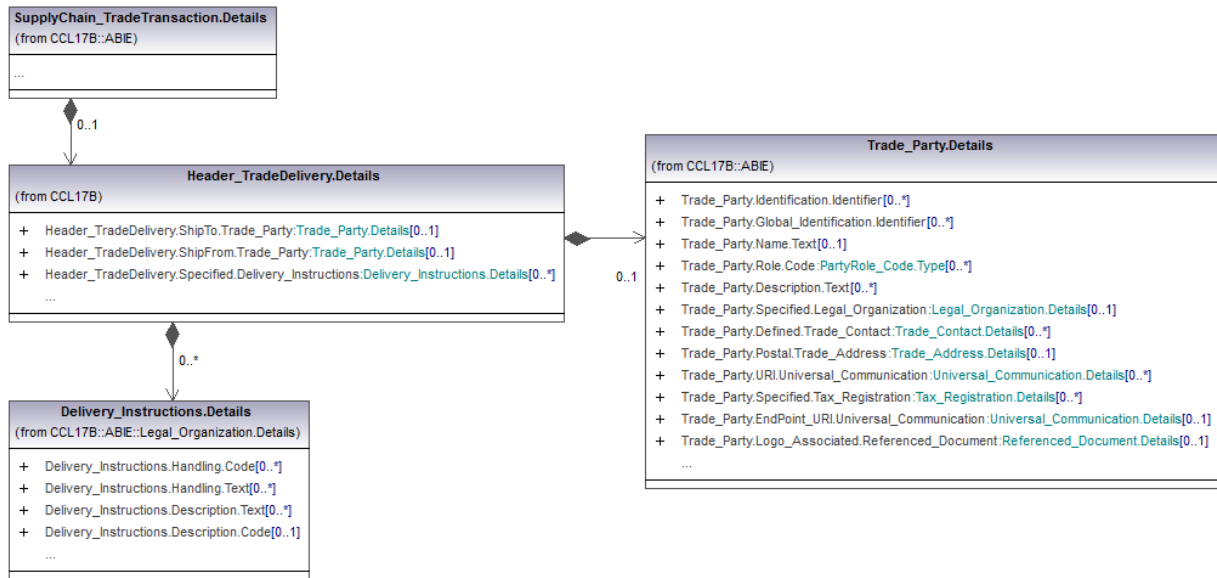 SupplyChain_TradeTransaction.Details
(from CCL17B::ABIE)
...
0..1
Header_TradeDelivery.Details
(from CCL17B)
+ Header_TradeDelivery.ShipTo.Trade_Party:Trade_Party.Details[0..1]
+ Header_TradeDelivery.ShipFrom.Trade_Party:Trade_Party.Details[0..1]
+ Header_TradeDelivery.Specified.Delivery_Instructions:Delivery_Instructions.Details[0..*]
...
0..1
Trade_Party.Details
(from CCL17B::ABIE)
+ Trade_Party.Identification.Identifier[0..*]
+ Trade_Party.Global_Identification.Identifier[0..*]
+ Trade_Party.Name.Text[0..1]
+ Trade_Party.Role.Code:PartyRole_Code.Type[0..*]
+ Trade_Party.Description.Text[0..*]
+ Trade_Party.Specified.Legal_Organization:Legal_Organization.Details[0..1]
+ Trade_Party.Defined.Trade_Contact:Trade_Contact.Details[0..*]
+ Trade_Party.Postal.Trade_Address:Trade_Address.Details[0..1]
+ Trade_Party.URI.Universal_Communication:Universal_Communication.Details[0..*]
+ Trade_Party.Specified.Tax_Registration:Tax_Registration.Details[0..*]
+ Trade_Party.EndPoint_URI.Universal_Communication:Universal_Communication.Details[0..1]
+ Trade_Party.Logo_Associated.Referenced_Document:Referenced_Document.Details[0..1]
...
0..*
Delivery_Instructions.Details
(from CCL17B::ABIE::Legal_Organization.Details)
+ Delivery_Instructions.Handling.Code[0..*]
+ Delivery_Instructions.Handling.Text[0..*]
+ Delivery_Instructions.Description.Text[0..*]
+ Delivery_Instructions.Description.Code[0..1]
...